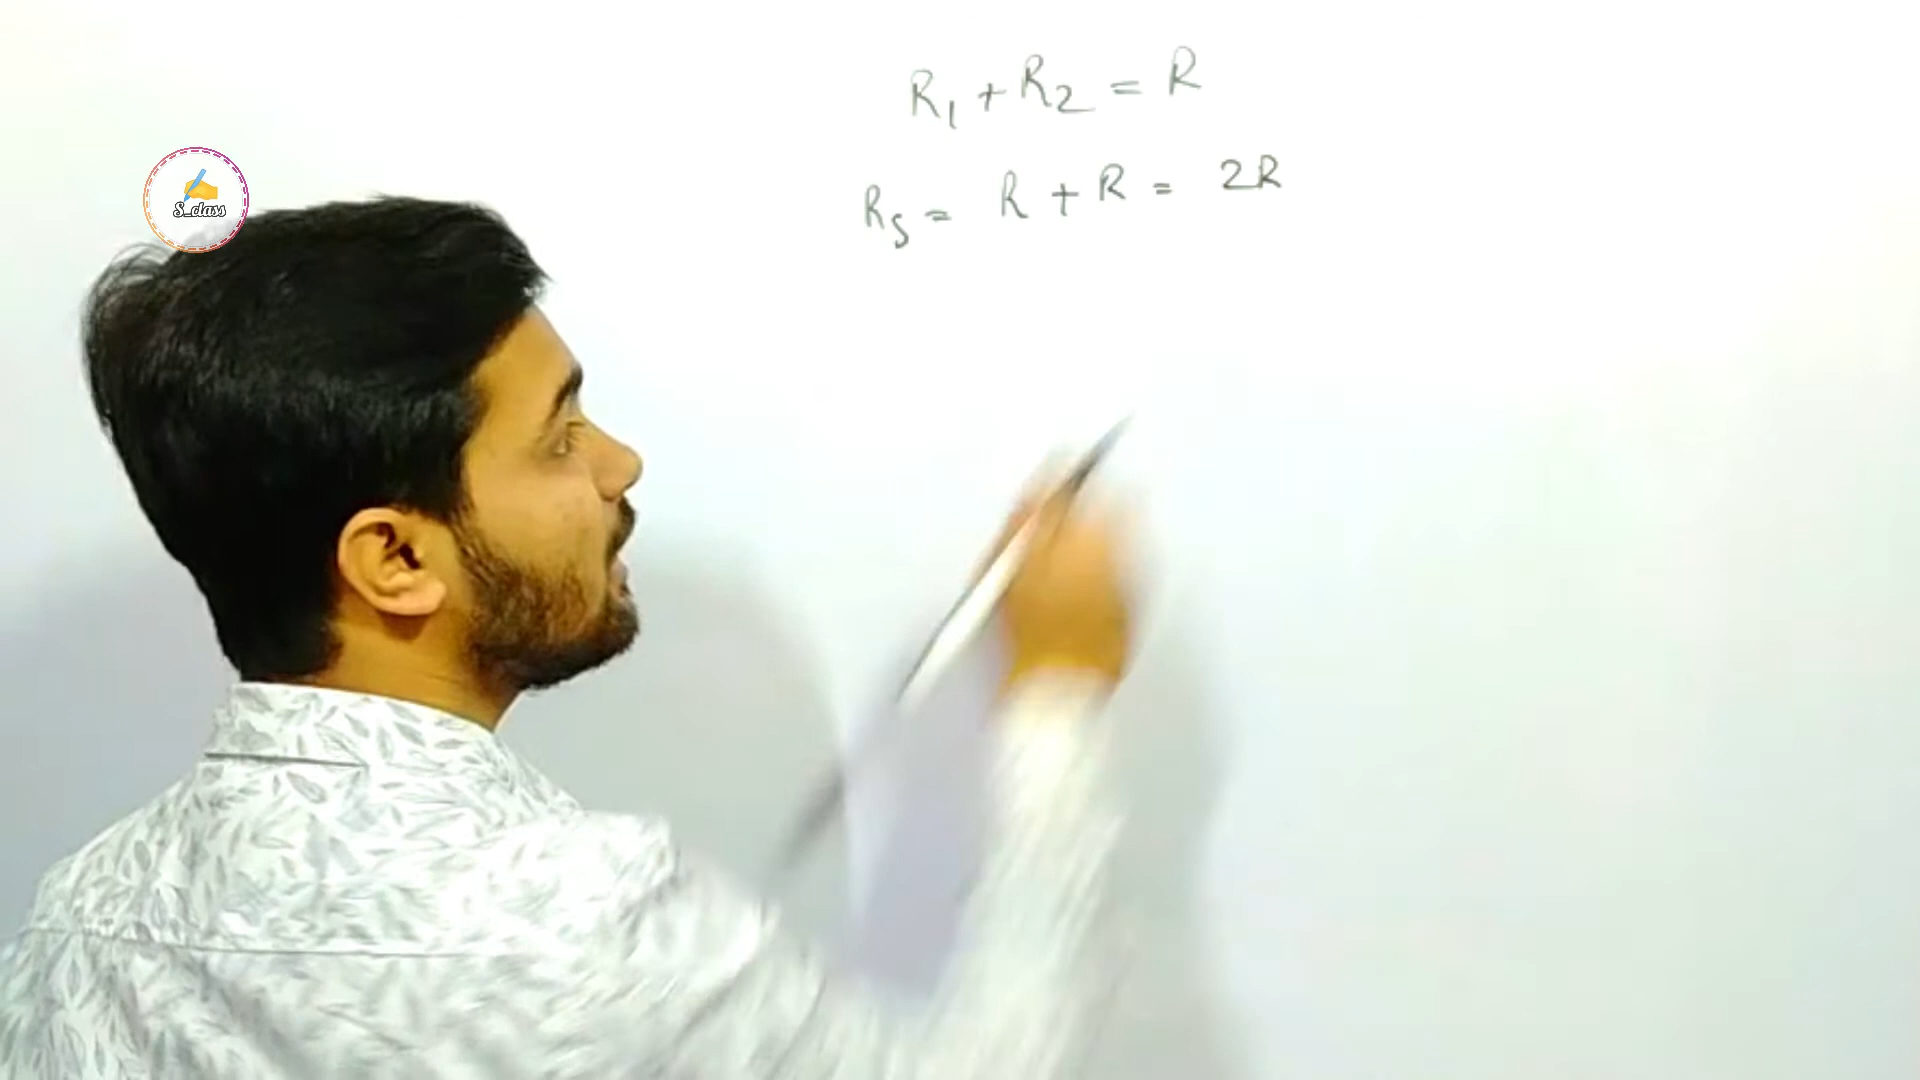 R₁ + R₂ = R
S_class
Rs = R + R = 2R